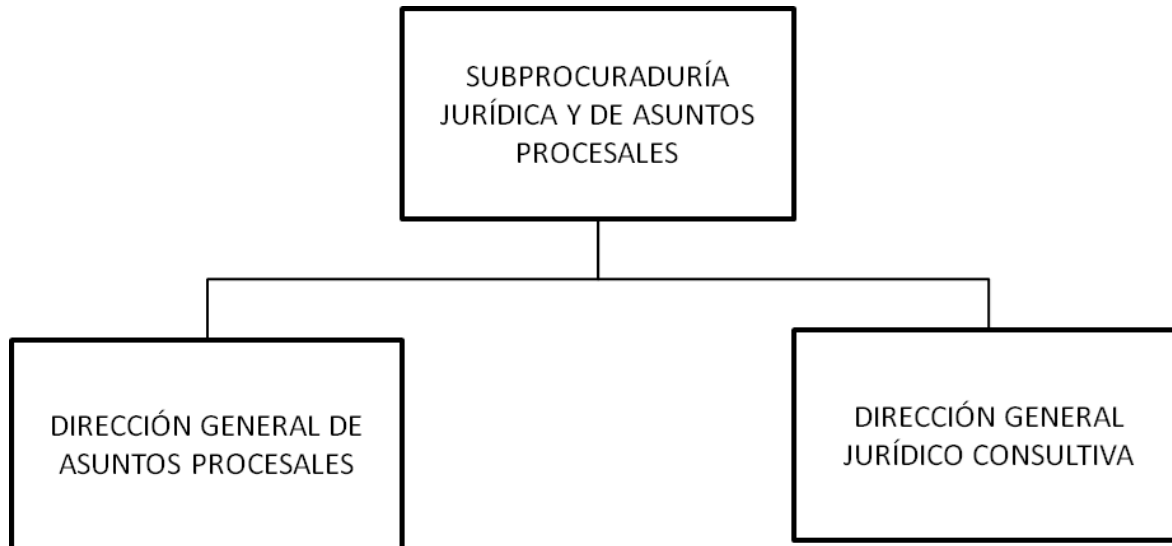 SUBPROCURADURÍA
JURÍDICA Y DE ASUNTOS
PROCESALES
DIRECCIÓN GENERAL DE
ASUNTOS PROCESALES
DIRECCIÓN GENERAL
JURÍDICO CONSULTIVA